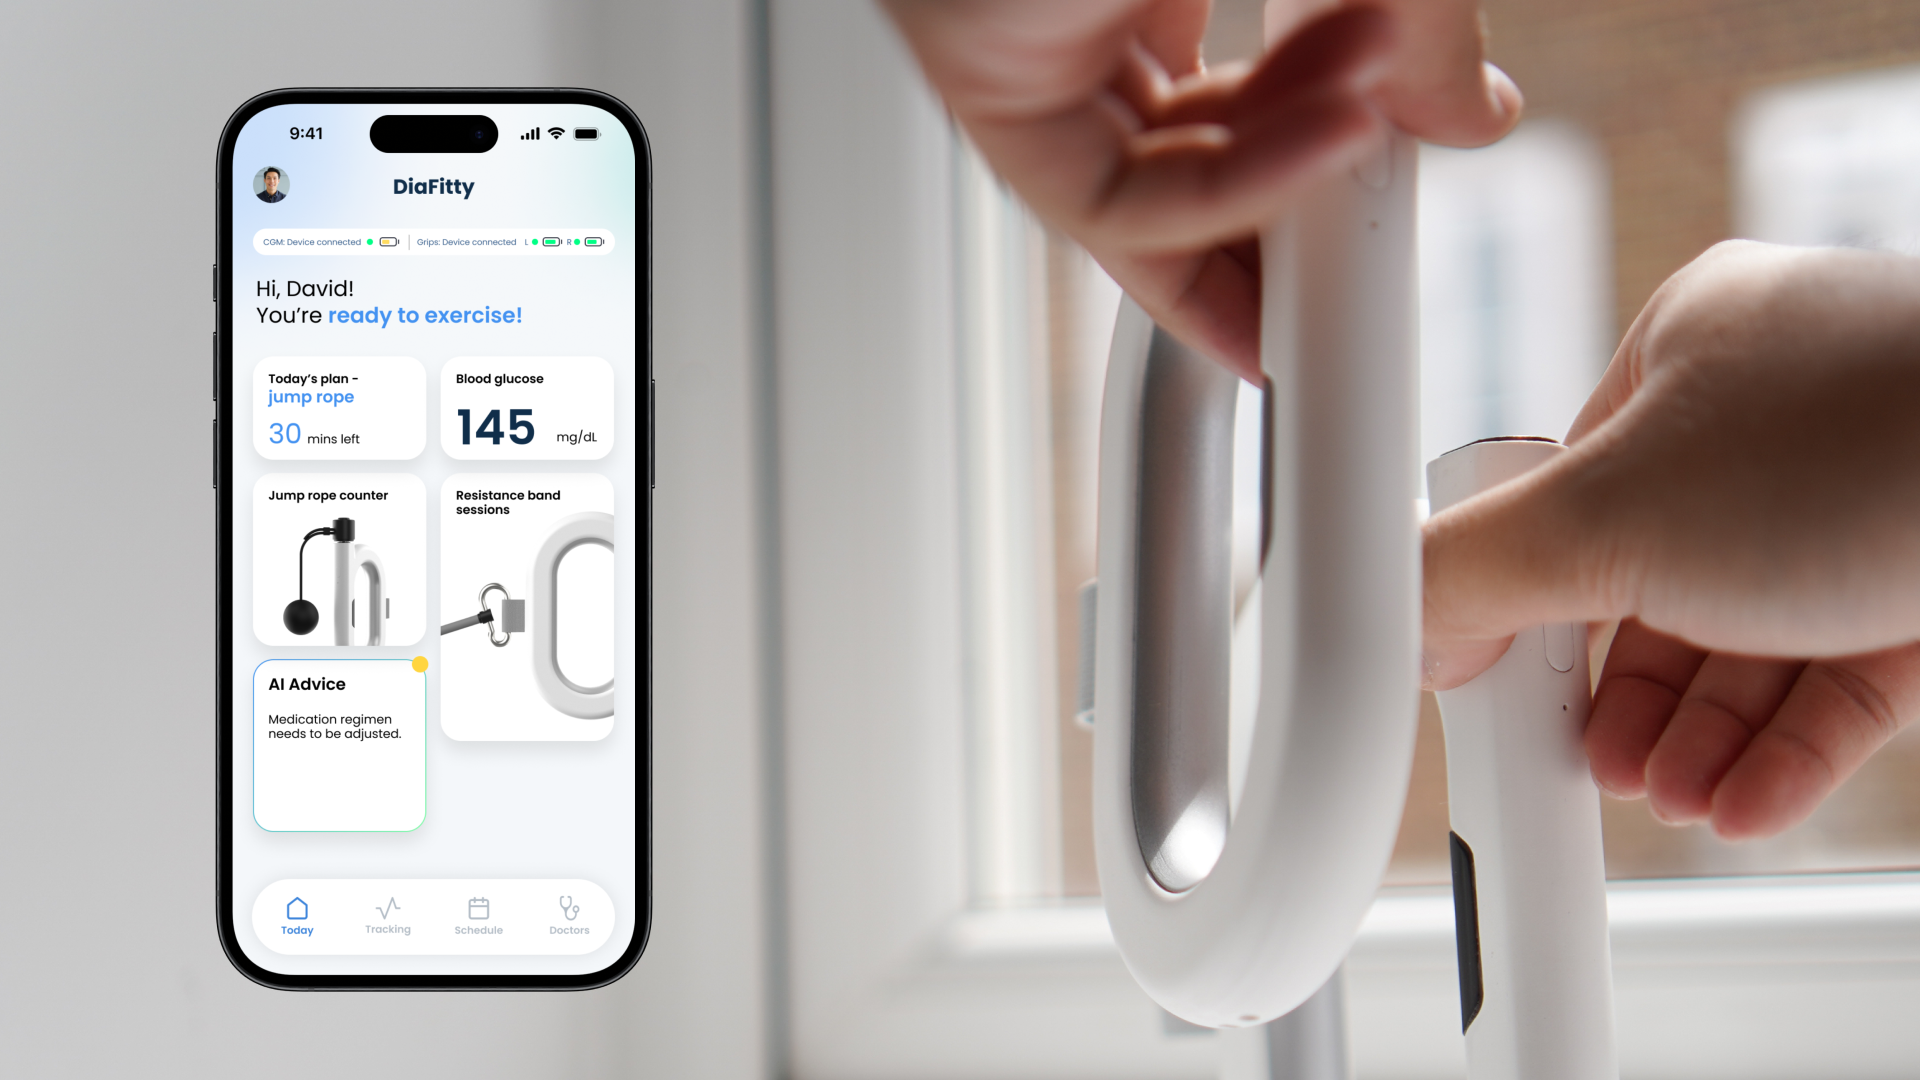 9:41
DiaFitty
CGM: Device connected
Grips: Device connected L R
Hi, David!
You're ready to exercise!
Today's plan -
jump rope
30 mins left
Blood glucose
145 mg/dL
Jump rope counter
Resistance band
sessions
AI Advice
Medication regimen
needs to be adjusted.
Today
Tracking
Schedule
Doctors